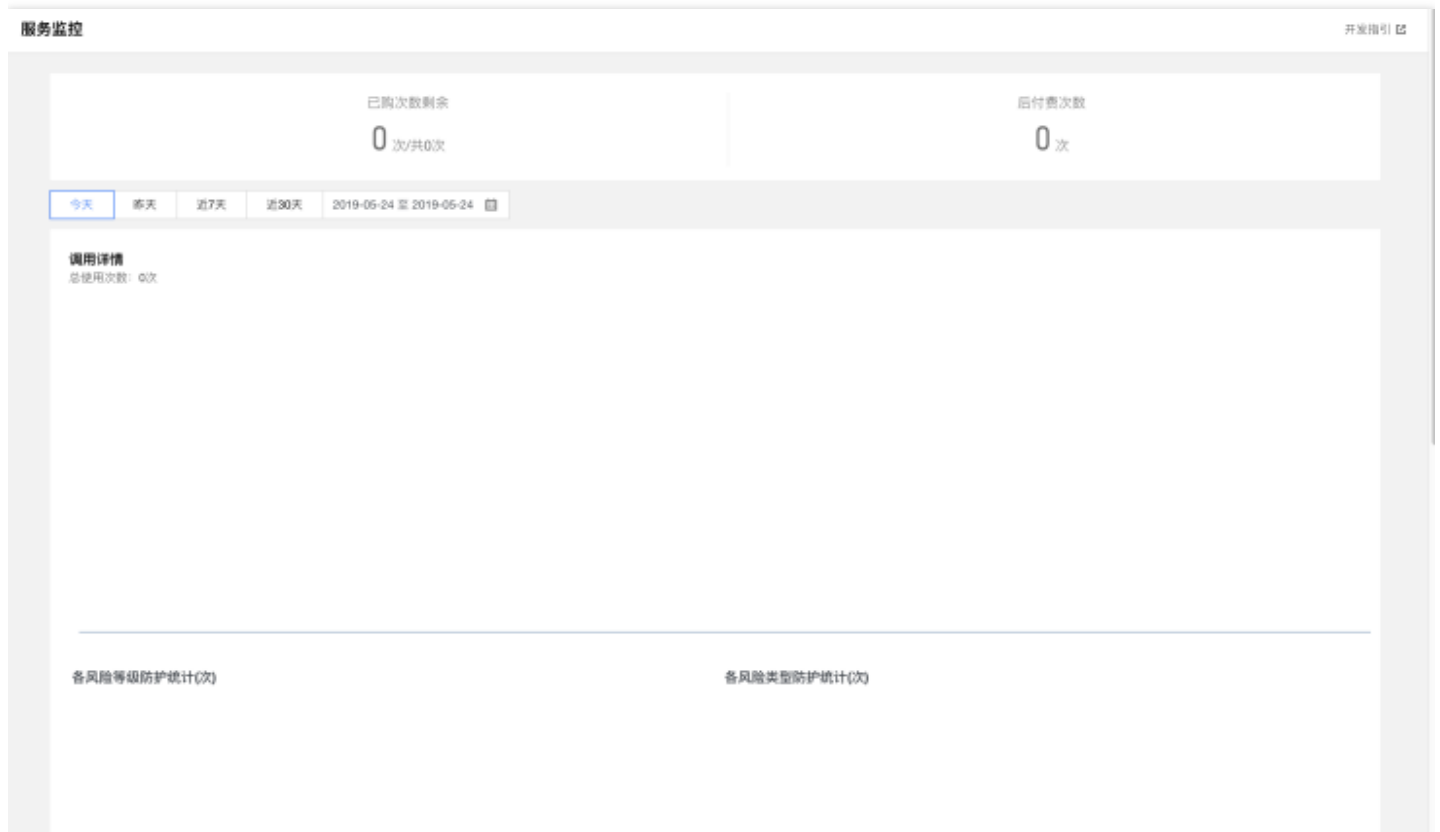 服务监控
开发指引
已购次数剩余
0 次/共0次
后付费次数
0 次
今天 昨天 近7天 近30天 2019-05-24 至 2019-05-24
调用详情
总使用次数: 0次
各风险等级防护统计(次)
各风险类型防护统计(次)